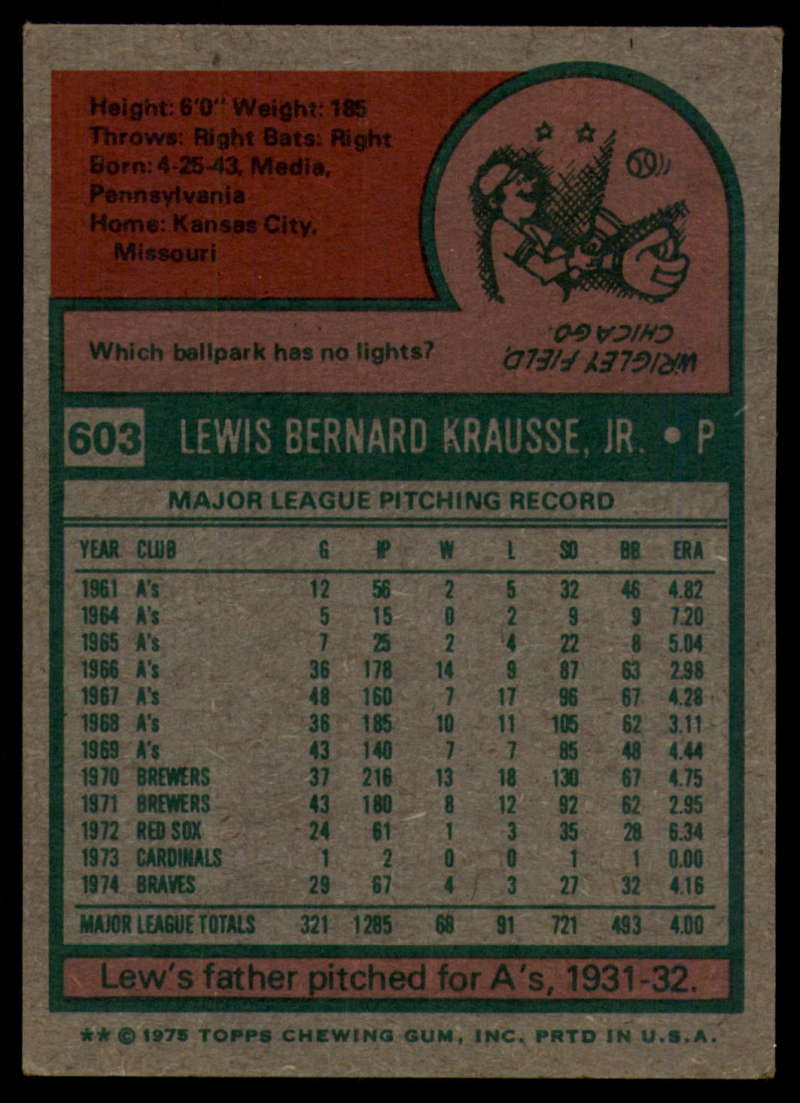 Height: 6'0" Weight: 185
Throws: Right Bats: Right
Born: 4-25-43, Media,
Pennsylvania
Home: Kansas City,
Missouri
Which ballpark has no lights?
WRIGLEY FIELD,
CHICAGO.
603 LEWIS BERNARD KRAUSSE, JR. • P
MAJOR LEAGUE PITCHING RECORD
YEAR CLUB G IP W L SO BB ERA
1961 A's 12 56 2 5 32 46 4.82
1964 A's 5 15 0 2 9 9 7.20
1965 A's 7 25 2 4 22 8 5.04
1966 A's 36 178 14 9 87 63 2.98
1967 A's 48 160 7 17 96 67 4.28
1968 A's 36 185 10 11 105 62 3.11
1969 A's 43 140 7 7 85 48 4.44
1970 BREWERS 37 216 13 18 130 67 4.75
1971 BREWERS 43 180 8 12 92 62 2.95
1972 RED SOX 24 61 1 3 35 28 6.34
1973 CARDINALS 1 2 0 0 1 1 0.00
1974 BRAVES 29 67 4 3 27 32 4.16
MAJOR LEAGUE TOTALS 321 1285 68 91 721 493 4.00
Lew's father pitched for A's, 1931-32.
** © 1975 TOPPS CHEWING GUM, INC. PRTD IN U.S.A.